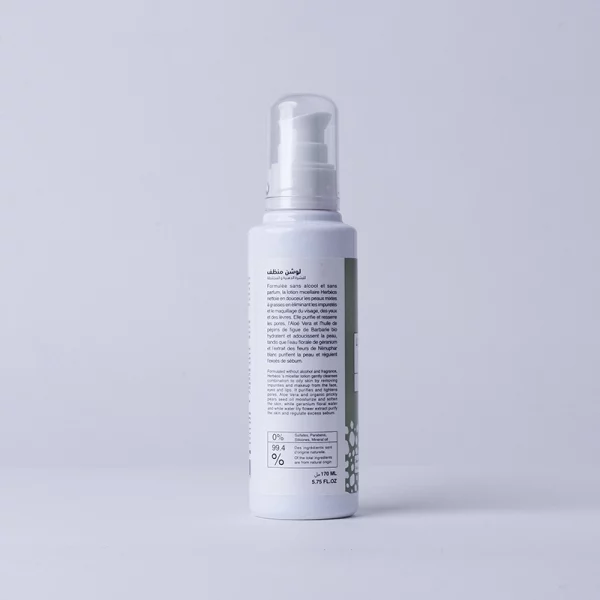 لوشن منظف
للبشرة الدهنية والمختلطة
Formulée sans alcool et sans
parfum, la lotion micellaire Herbéos
nettoie en douceur les peaux mixtes
à grasses en éliminant les impuretés
et le maquillage du visage, des yeux
et des lèvres. Elle purifie et resserre
les pores. l'Aloé Vera et l'huile de
pépins de figue de Barbarie bio
hydratent et adoucissent la peau,
tandis que l'eau florale de géranium
et l'extrait des fleurs de Nénuphar
blanc purifient la peau et régulent
l'excès de sébum.
Formulated without alcohol and fragrance,
Herbéos's micellar lotion gently cleanses
combination to oily skin by removing
impurities and makeup from the face,
eyes and lips. It purifies and tightens
pores. Aloe Vera and organic prickly
pears seed oil moisturize and soften
the skin, while geranium floral water
and white water lily flower extract purify
the skin and regulate excess sebum.
0% Sulfates, Parabens,
Silicones, Mineral oil
99.4 Des ingrédients sont
% d'origine naturelle.
Of the total ingredients
are from natural origin
170 ML مل
5.75 FL.OZ